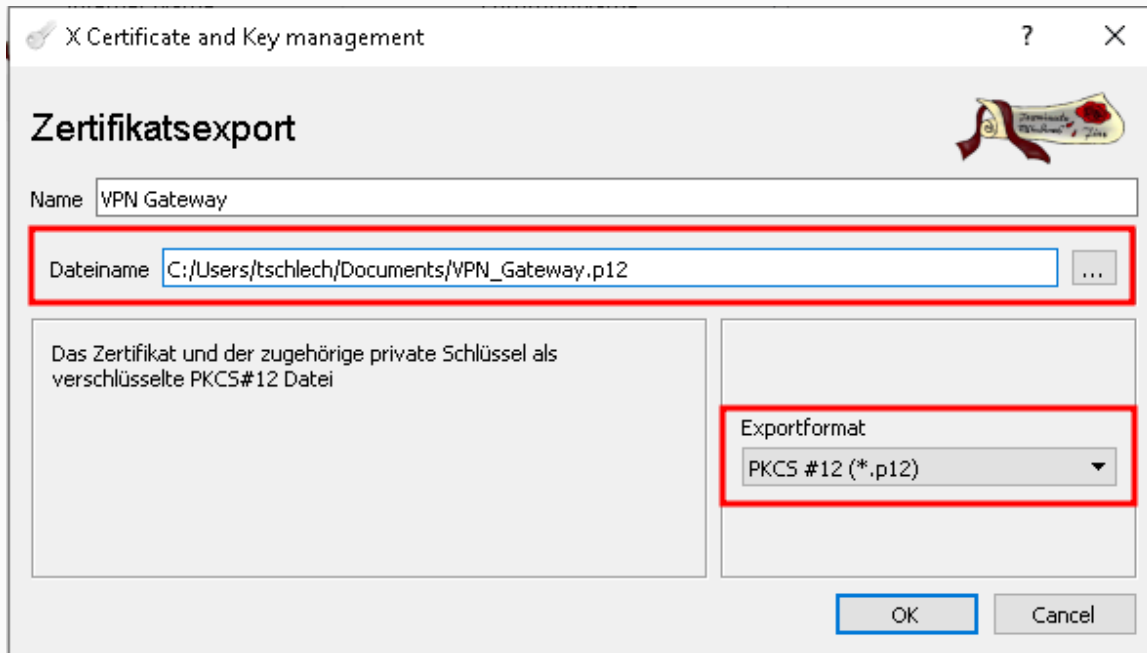 X Certificate and Key management
?
Zertifikatsexport
Name VPN Gateway
Dateiname C:/Users/tschlech/Documents/VPN_Gateway.p12 ...
Das Zertifikat und der zugehörige private Schlüssel als
verschlüsselte PKCS#12 Datei
Exportformat
PKCS #12 (*.p12)
OK Cancel